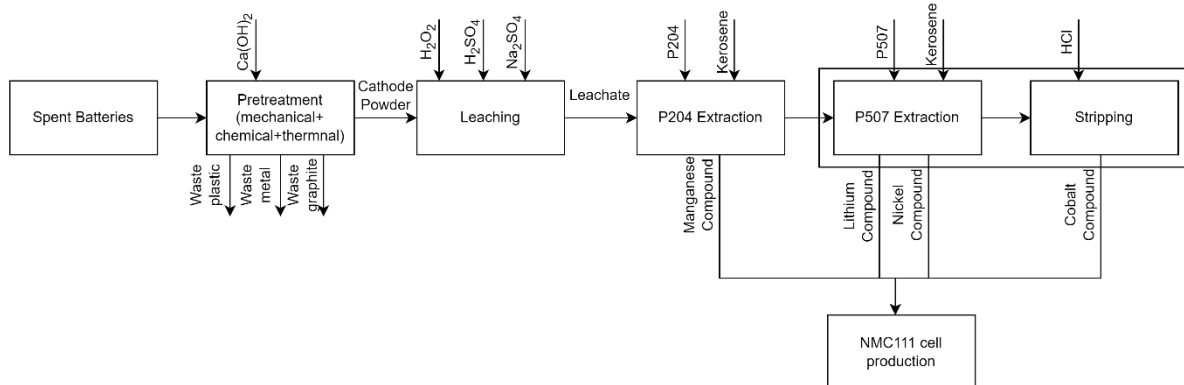 Ca(OH)2
H2O2
H2SO4
Na2SO4
P204
Kerosene
P507
Kerosene
HCl
Spent Batteries
Pretreatment
(mechanical+
chemical+thermnal)
Cathode
Powder
Leaching
Leachate
P204 Extraction
P507 Extraction
Stripping
Waste
plastic
Waste
metal
Waste
graphite
Manganese
Compound
Lithium
Compound
Nickel
Compound
Cobalt
Compound
NMC111 cell
production